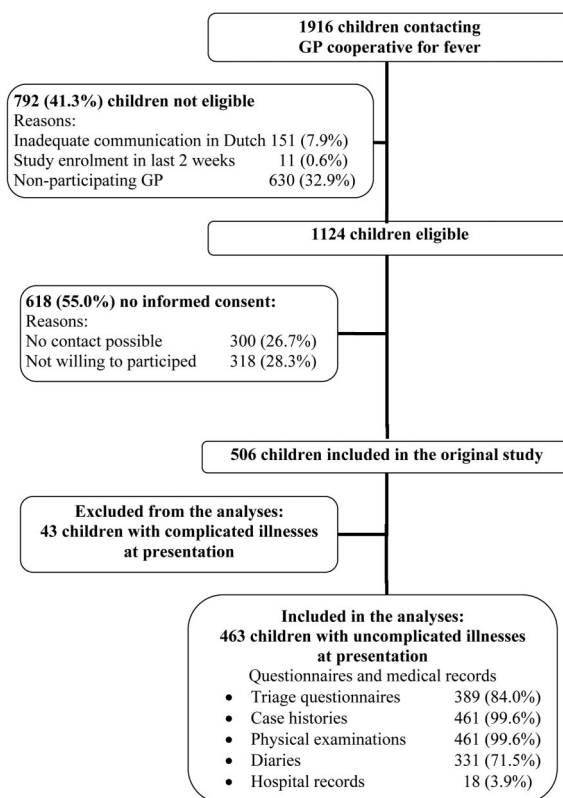 1916 children contacting
GP cooperative for fever
792 (41.3%) children not eligible
Reasons:
Inadequate communication in Dutch 151 (7.9%)
Study enrolment in last 2 weeks 11 (0.6%)
Non-participating GP 630 (32.9%)
1124 children eligible
618 (55.0%) no informed consent:
Reasons:
No contact possible 300 (26.7%)
Not willing to participed 318 (28.3%)
506 children included in the original study
Excluded from the analyses:
43 children with complicated illnesses
at presentation
Included in the analyses:
463 children with uncomplicated illnesses
at presentation
Questionnaires and medical records
• Triage questionnaires 389 (84.0%)
• Case histories 461 (99.6%)
• Physical examinations 461 (99.6%)
• Diaries 331 (71.5%)
• Hospital records 18 (3.9%)